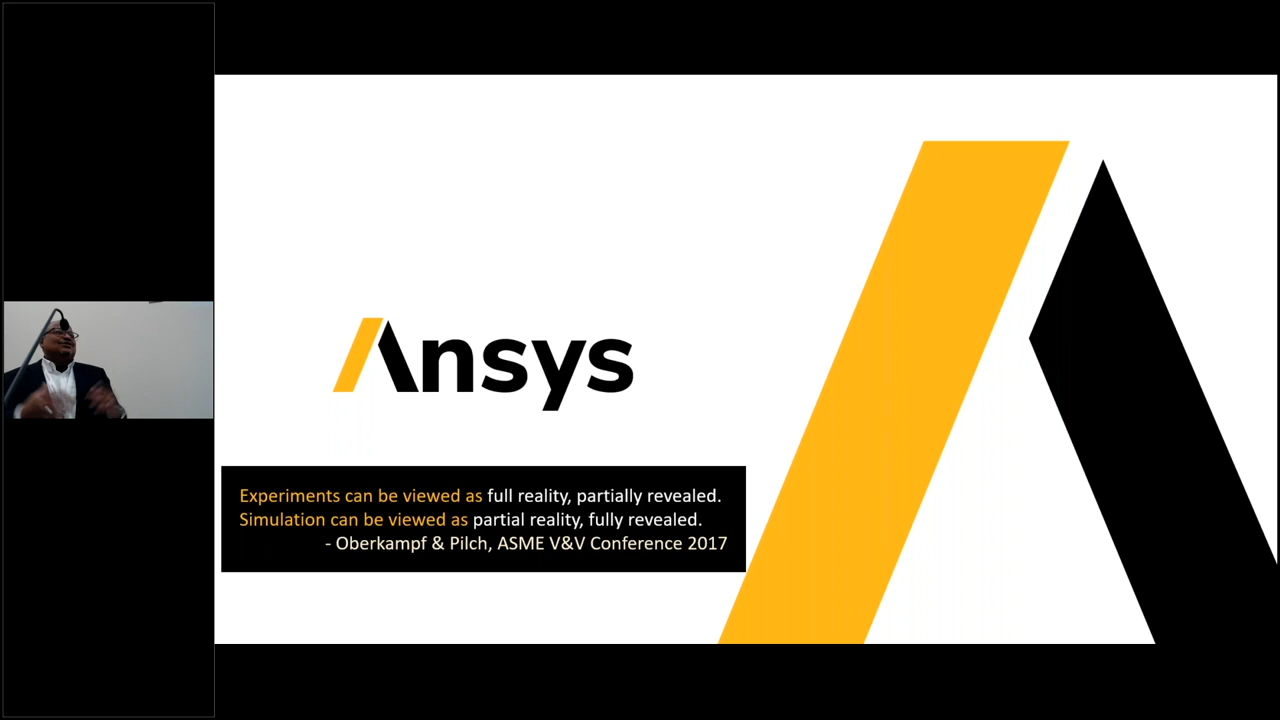 Ansys
Experiments can be viewed as full reality, partially revealed.
Simulation can be viewed as partial reality, fully revealed.
- Oberkampf & Pilch, ASME V&V Conference 2017